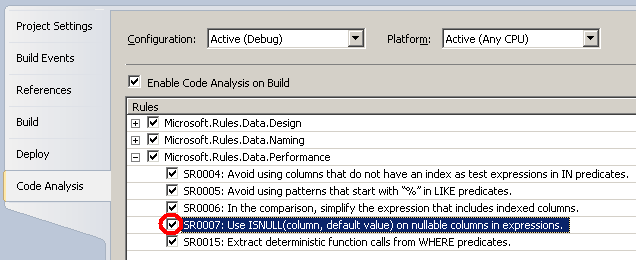 Project Settings
Build Events
References
Build
Deploy
Code Analysis
Configuration: Active (Debug) Platform: Active (Any CPU)
Enable Code Analysis on Build
Rules
Microsoft.Rules.Data.Design
Microsoft.Rules.Data.Naming
Microsoft.Rules.Data.Performance
SR0004: Avoid using columns that do not have an index as test expressions in IN predicates.
SR0005: Avoid using patterns that start with “%” in LIKE predicates.
SR0006: In the comparison, simplify the expression that includes indexed columns.
SR0007: Use ISNULL(column, default value) on nullable columns in expressions.
SR0015: Extract deterministic function calls from WHERE predicates.